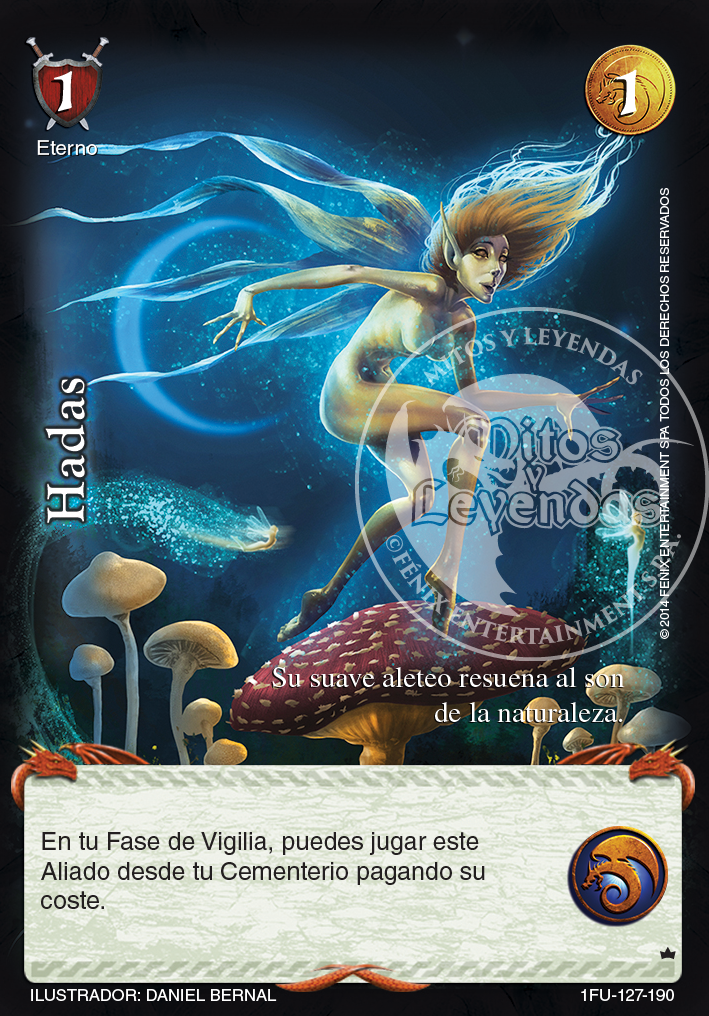 1
1
Eterno
Hadas
MITOS Y LEYENDAS
Mitos
y
Leyendas
© FENIX ENTERTAINMENT S.P.A.
© 2014 FENIX ENTERTAINMENT SPA TODOS LOS DERECHOS RESERVADOS
Su suave aleteo resuena al son
de la naturaleza.
En tu Fase de Vigilia, puedes jugar este
Aliado desde tu Cementerio pagando su
coste.
ILUSTRADOR: DANIEL BERNAL
1FU-127-190